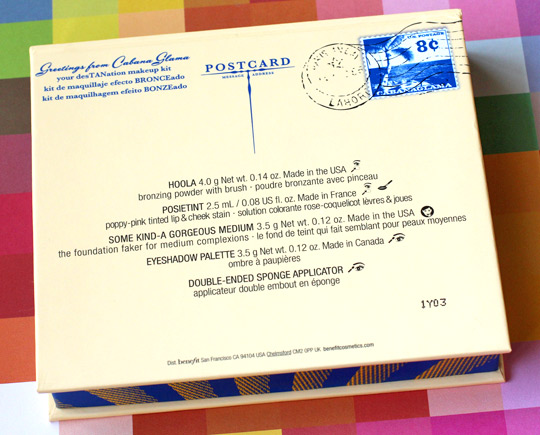 Greetings from Cabana Glama
your desTANation makeup kit
kit de maquillaje efecto BRONCEado
kit de maquilhagem efeito BONZEado
POSTCARD
MESSAGE ADDRESS
U.S. POSTAGE
8¢
CABANAGLAMA
HOOLA 4.0 g Net wt. 0.14 oz. Made in the USA
bronzing powder with brush · poudre bronzante avec pinceau
POSIETINT 2.5 mL / 0.08 US fl. oz. Made in France
poppy-pink tinted lip & cheek stain · solution colorante rose-coquelicot lèvres & joues
SOME KIND-A GORGEOUS MEDIUM 3.5 g Net wt. 0.12 oz. Made in the USA
the foundation faker for medium complexions · le fond de teint qui fait semblant pour peaux moyennes
EYESHADOW PALETTE 3.5 g Net wt. 0.12 oz. Made in Canada
ombre à paupières
DOUBLE-ENDED SPONGE APPLICATOR
applicateur double embout en éponge
1Y03
Dist. benefit San Francisco CA 94104 USA Chelmsford CM2 0PP UK benefitcosmetics.com